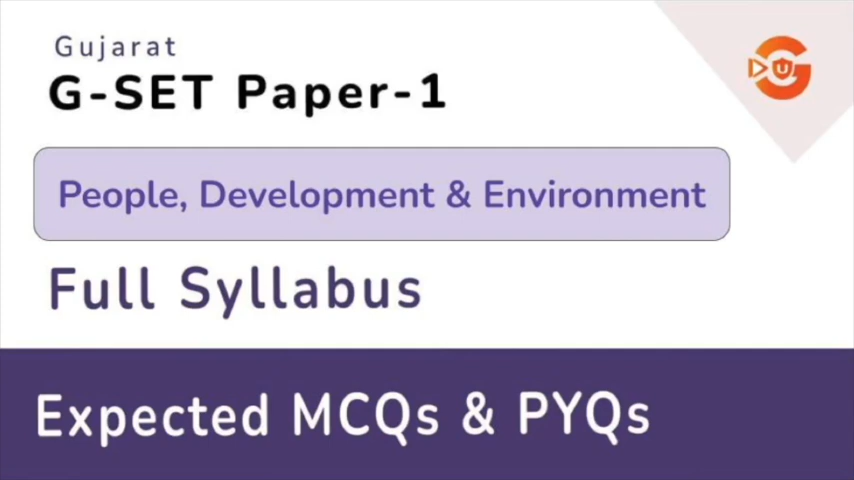 Gujarat
G-SET Paper-1
People, Development & Environment
Full Syllabus
Expected MCQs & PYQs